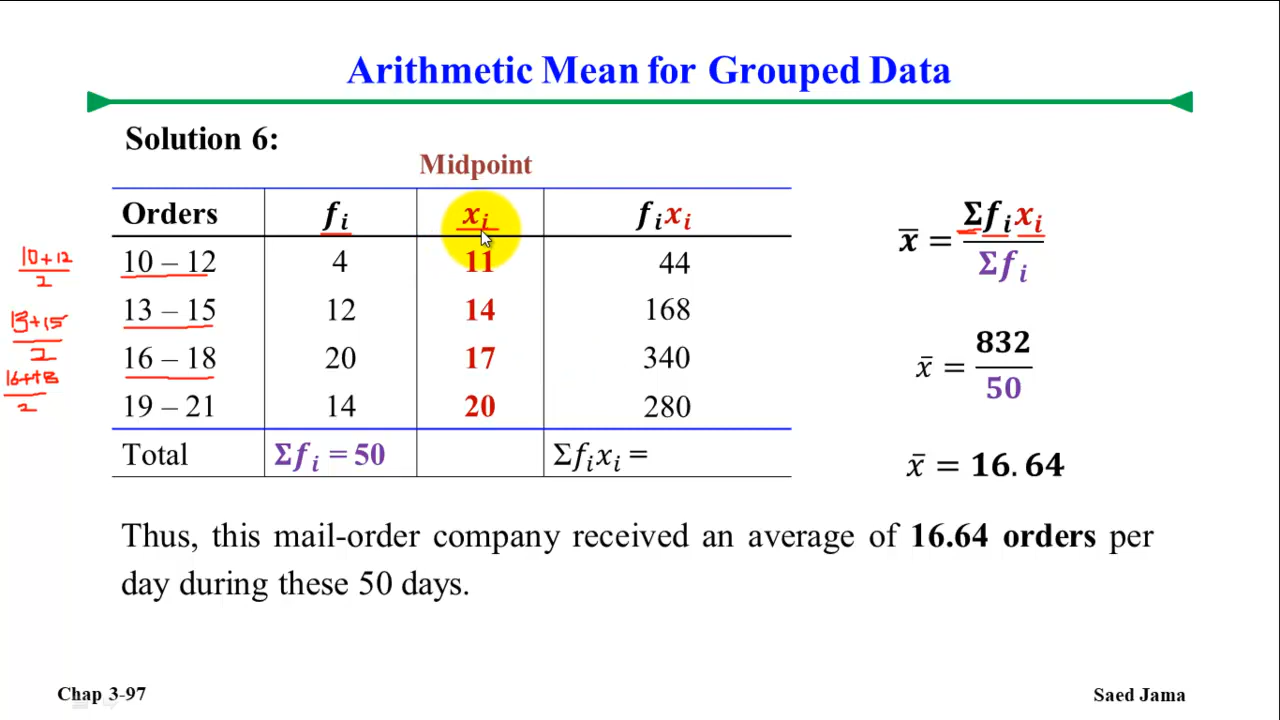 Arithmetic Mean for Grouped Data
Solution 6:
Midpoint
Orders fᵢ xᵢ fᵢxᵢ
10 – 12 4 11 44
13 – 15 12 14 168
16 – 18 20 17 340
19 – 21 14 20 280
Total Σfᵢ = 50 Σfᵢxᵢ =
10+12
2
13+15
2
16+18
2
x̄ = Σfᵢxᵢ / Σfᵢ
x̄ = 832 / 50
x̄ = 16.64
Thus, this mail-order company received an average of 16.64 orders per
day during these 50 days.
Chap 3-97
Saed Jama